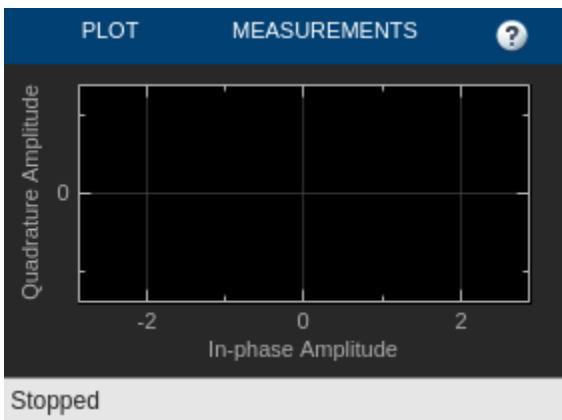 PLOT MEASUREMENTS ?
Quadrature Amplitude
0
-2 0 2
In-phase Amplitude
Stopped